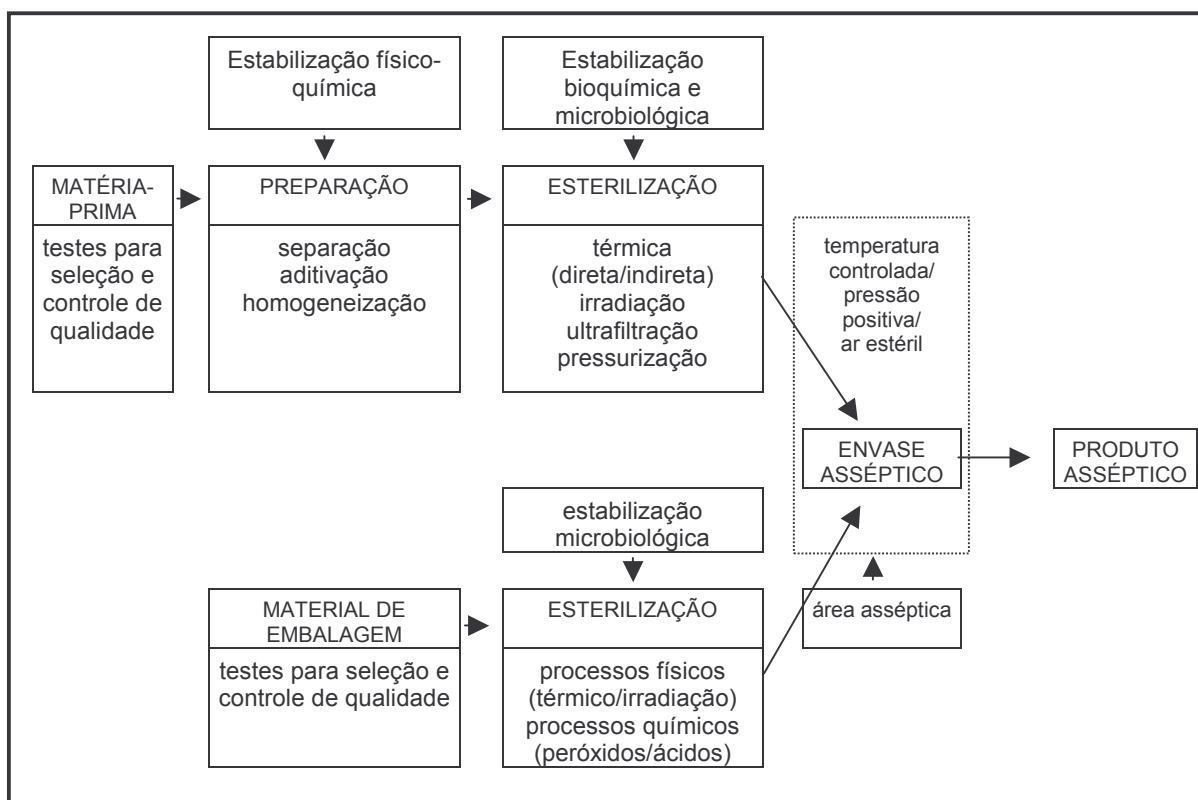 Estabilização físico-
química
Estabilização
bioquímica e
microbiológica
MATÉRIA-
PRIMA
testes para
seleção e
controle de
qualidade
PREPARAÇÃO
separação
aditivação
homogeneização
ESTERILIZAÇÃO
térmica
(direta/indireta)
irradiação
ultrafiltração
pressurização
temperatura
controlada/
pressão
positiva/
ar estéril
ENVASE
ASSÉPTICO
PRODUTO
ASSÉPTICO
estabilização
microbiológica
MATERIAL DE
EMBALAGEM
testes para seleção e
controle de qualidade
ESTERILIZAÇÃO
processos físicos
(térmico/irradiação)
processos químicos
(peróxidos/ácidos)
área asséptica